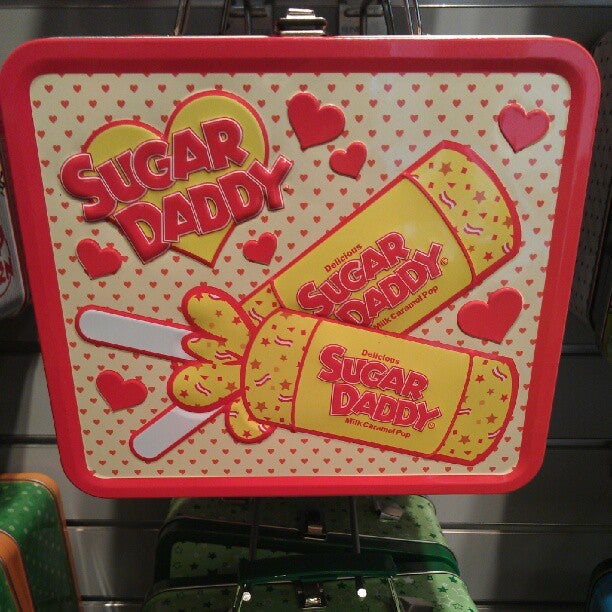 SUGAR
DADDY
Delicious
SUGAR
DADDY©
Milk Caramel Pop
Delicious
SUGAR
DADDY©
Milk Caramel Pop